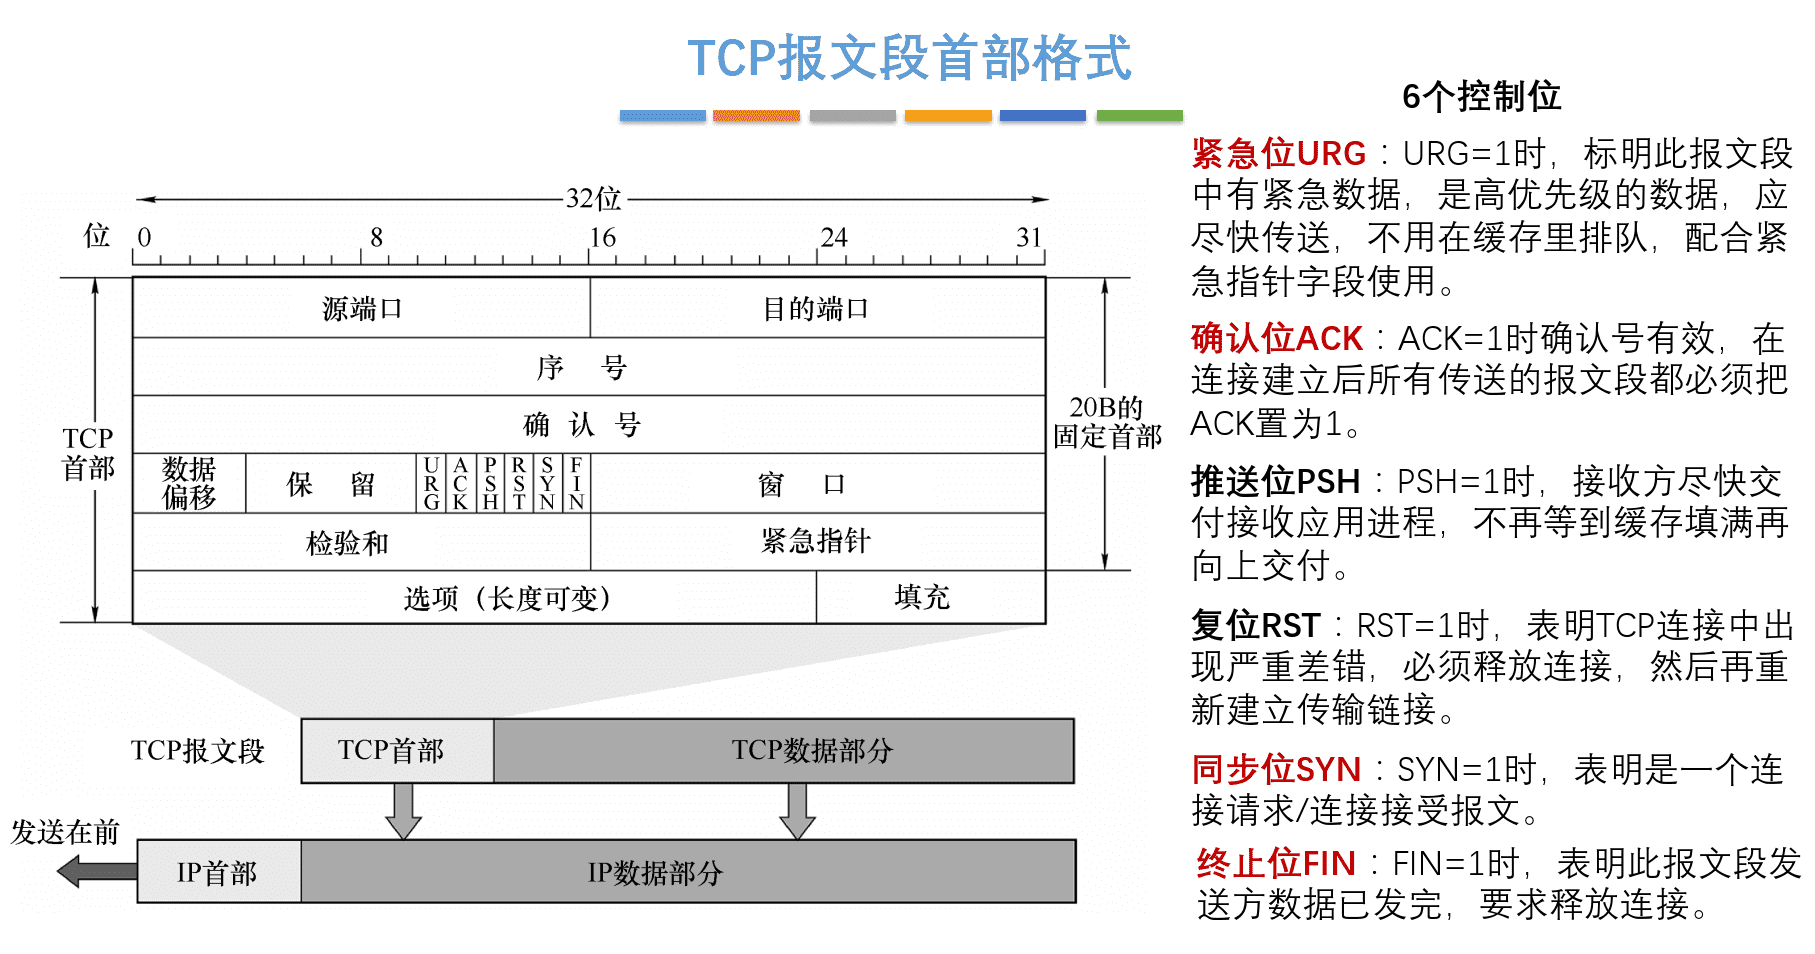 TCP报文段首部格式
6个控制位
紧急位URG：URG=1时，标明此报文段
中有紧急数据，是高优先级的数据，应
尽快传送，不用在缓存里排队，配合紧
急指针字段使用。
确认位ACK：ACK=1时确认号有效，在
连接建立后所有传送的报文段都必须把
ACK置为1。
推送位PSH：PSH=1时，接收方尽快交
付接收应用进程，不再等到缓存填满再
向上交付。
复位RST：RST=1时，表明TCP连接中出
现严重差错，必须释放连接，然后再重
新建立传输链接。
同步位SYN：SYN=1时，表明是一个连
接请求/连接接受报文。
终止位FIN：FIN=1时，表明此报文段发
送方数据已发完，要求释放连接。
32位
位 0 8 16 24 31
源端口 目的端口
序 号
确 认 号
TCP
首部
20B的
固定首部
数据
偏移
保 留
URG
ACK
PSH
RST
SYN
FIN
窗 口
检验和 紧急指针
选项（长度可变） 填充
TCP报文段 TCP首部 TCP数据部分
发送在前
IP首部 IP数据部分